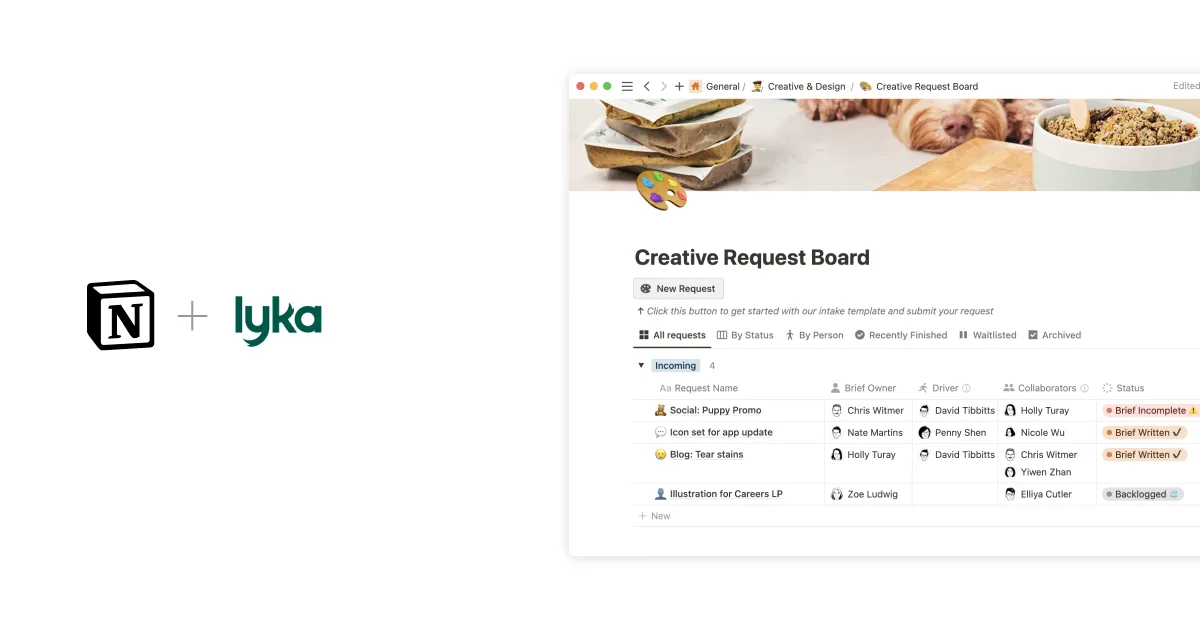 N
lyka
General / Creative & Design / Creative Request Board
Edited
Creative Request Board
New Request
↑ Click this button to get started with our intake template and submit your request
All requests By Status By Person Recently Finished Waitlisted Archived
Incoming 4
Aa Request Name Brief Owner Driver Collaborators Status
Social: Puppy Promo Chris Witmer David Tibbitts Holly Turay Brief Incomplete
Icon set for app update Nate Martins Penny Shen Nicole Wu Brief Written ✓
Blog: Tear stains Holly Turay David Tibbitts Chris Witmer Brief Written ✓
Yiwen Zhan
Illustration for Careers LP Zoe Ludwig Elliya Cutler Backlogged
+ New